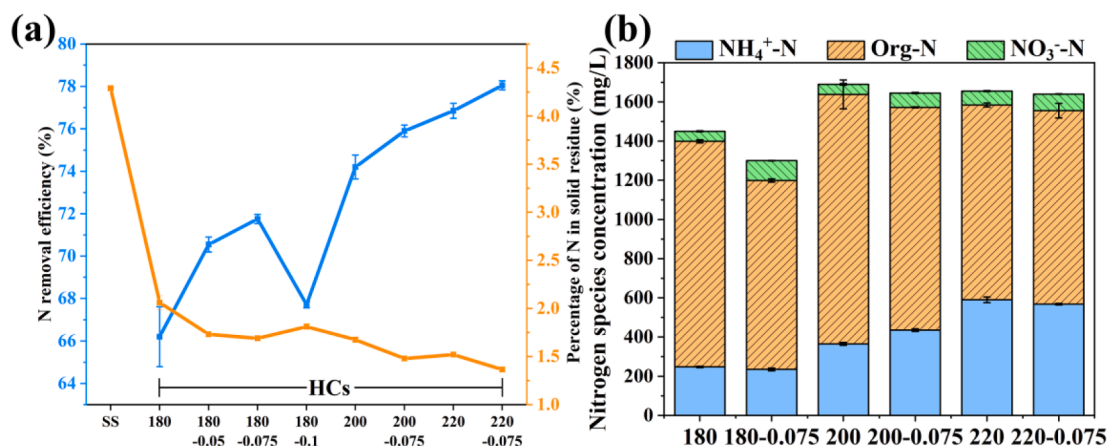 (a)
N removal efficiency (%)
80
78
76
74
72
70
68
66
64
Percentage of N in solid residue (%)
4.5
4.0
3.5
3.0
2.5
2.0
1.5
1.0
HCs
SS 180 180 180 180 200 200 220 220
-0.05 -0.075 -0.1 -0.075 -0.075
(b)
NH₄⁺-N Org-N NO₃⁻-N
Nitrogen species concentration (mg/L)
1800
1600
1400
1200
1000
800
600
400
200
0
180 180-0.075 200 200-0.075 220 220-0.075